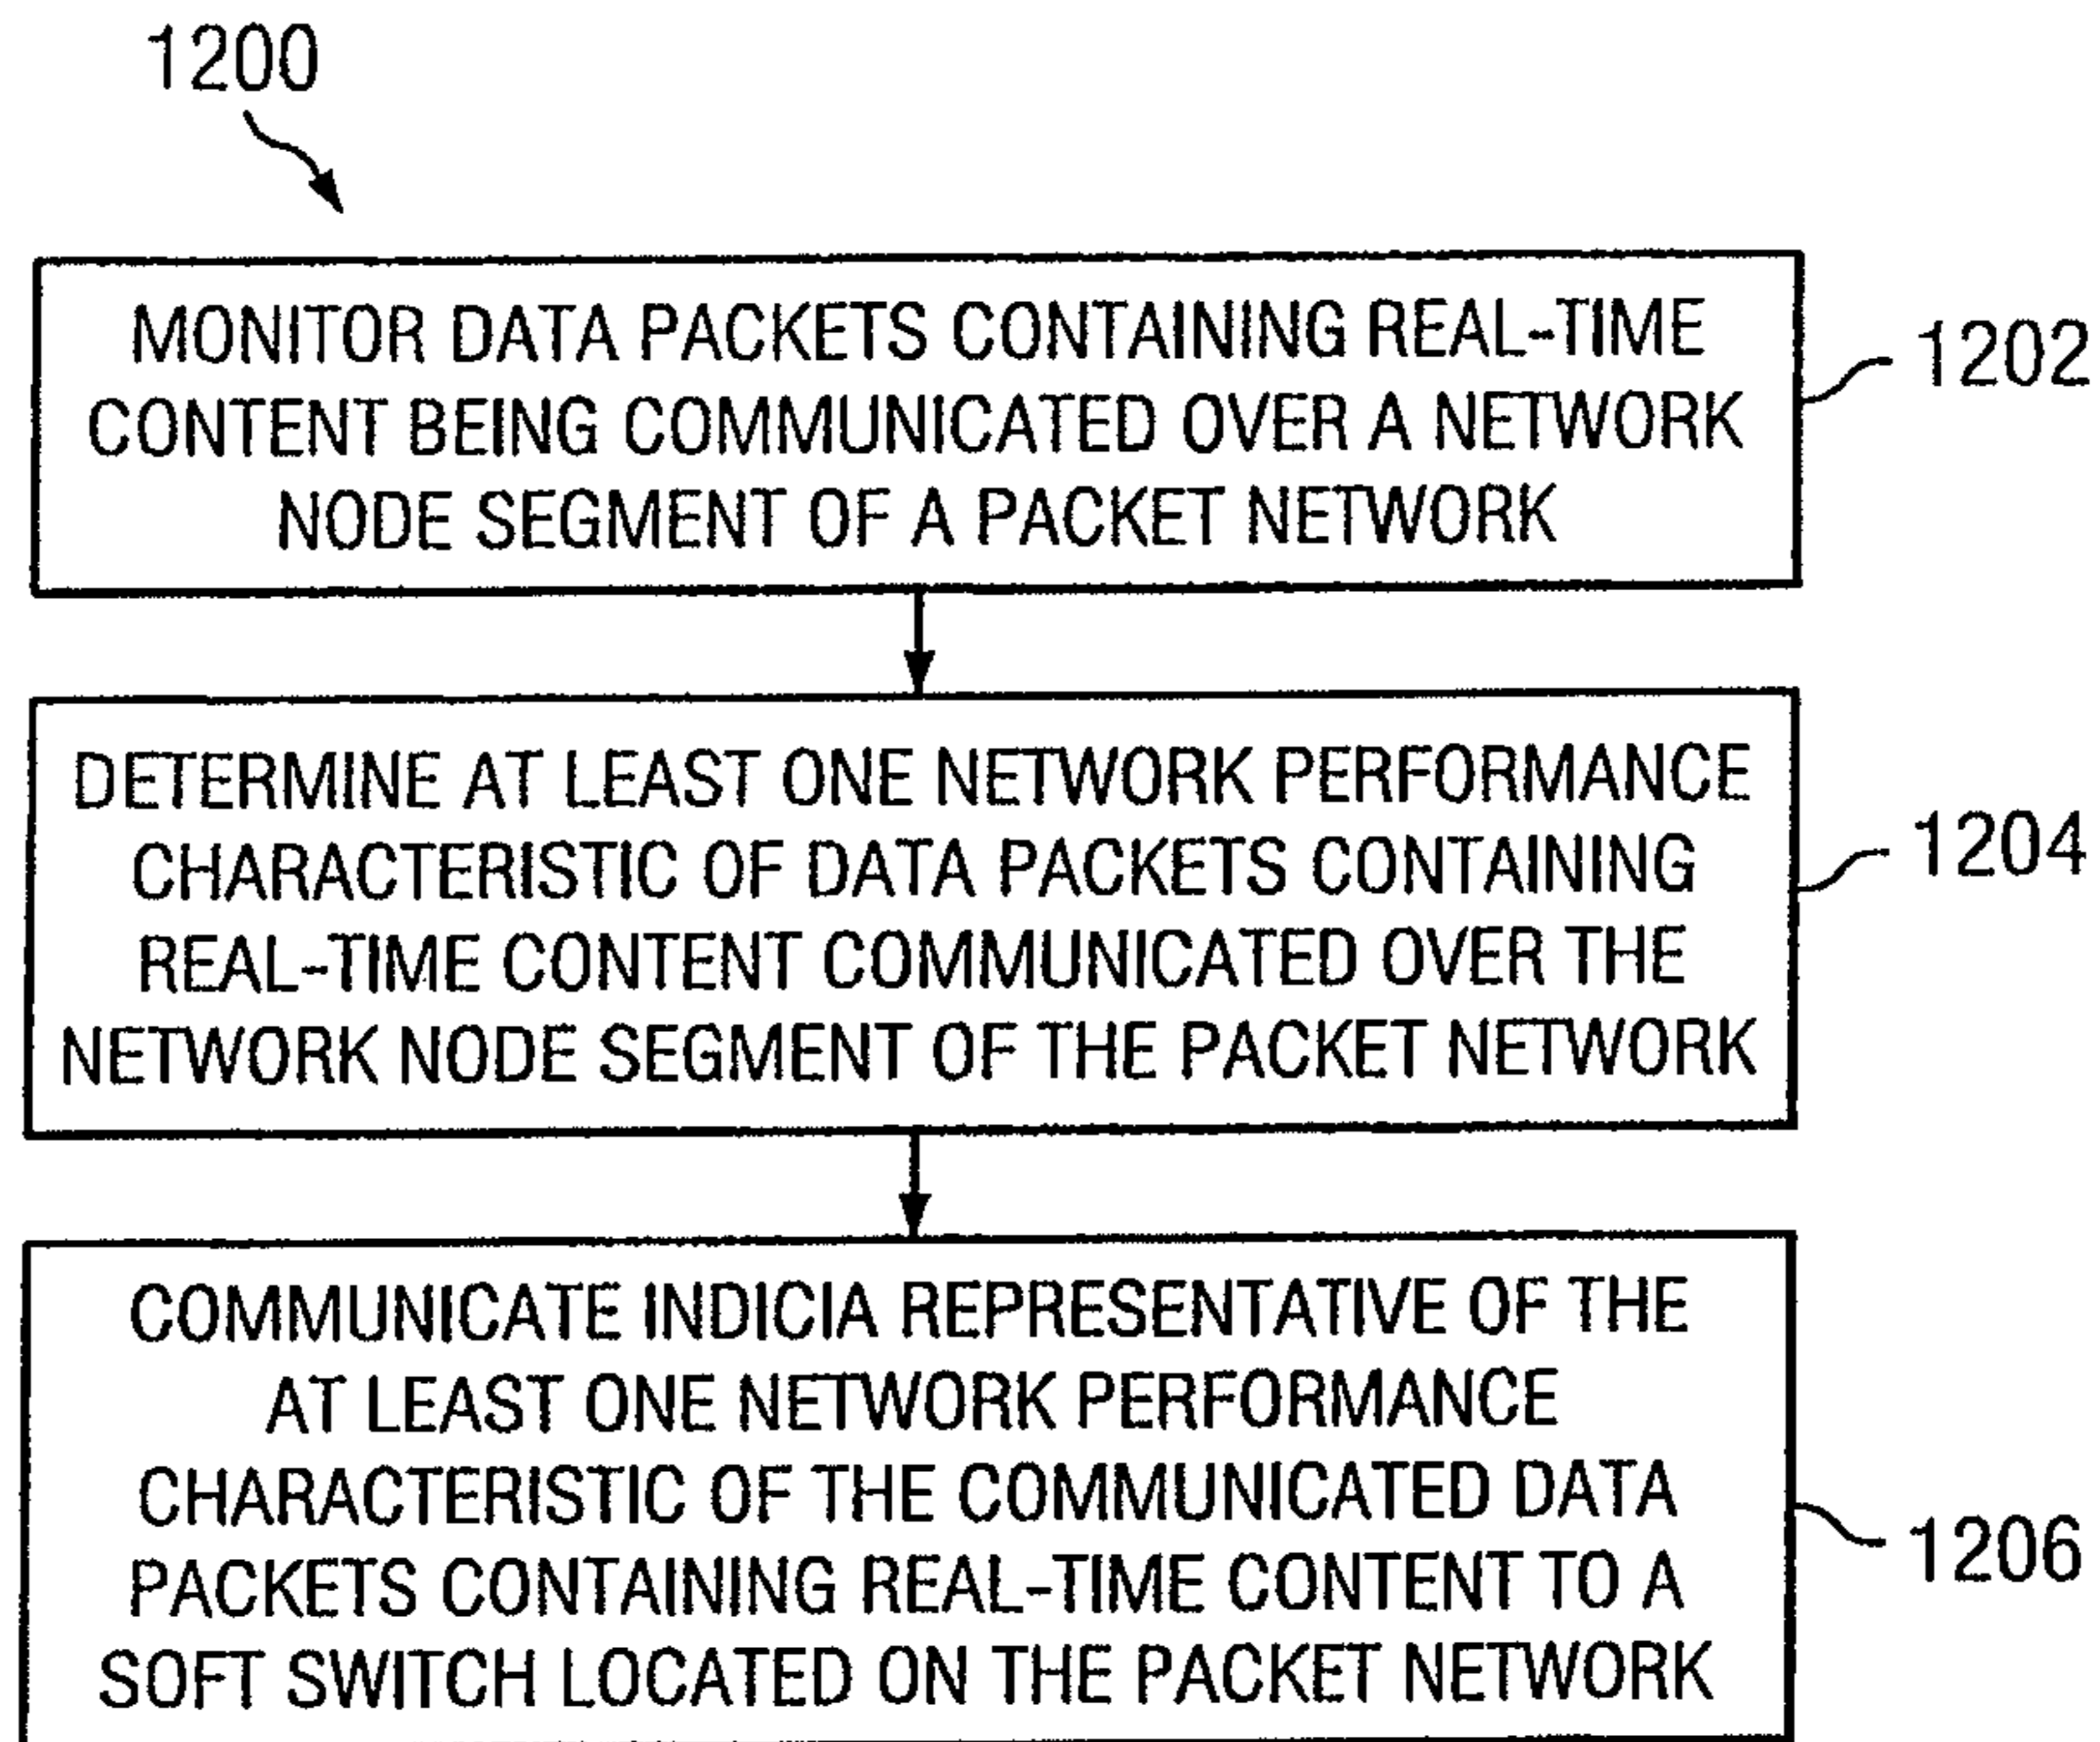 1200
MONITOR DATA PACKETS CONTAINING REAL-TIME
CONTENT BEING COMMUNICATED OVER A NETWORK
NODE SEGMENT OF A PACKET NETWORK
1202
DETERMINE AT LEAST ONE NETWORK PERFORMANCE
CHARACTERISTIC OF DATA PACKETS CONTAINING
REAL-TIME CONTENT COMMUNICATED OVER THE
NETWORK NODE SEGMENT OF THE PACKET NETWORK
1204
COMMUNICATE INDICIA REPRESENTATIVE OF THE
AT LEAST ONE NETWORK PERFORMANCE
CHARACTERISTIC OF THE COMMUNICATED DATA
PACKETS CONTAINING REAL-TIME CONTENT TO A
SOFT SWITCH LOCATED ON THE PACKET NETWORK
1206